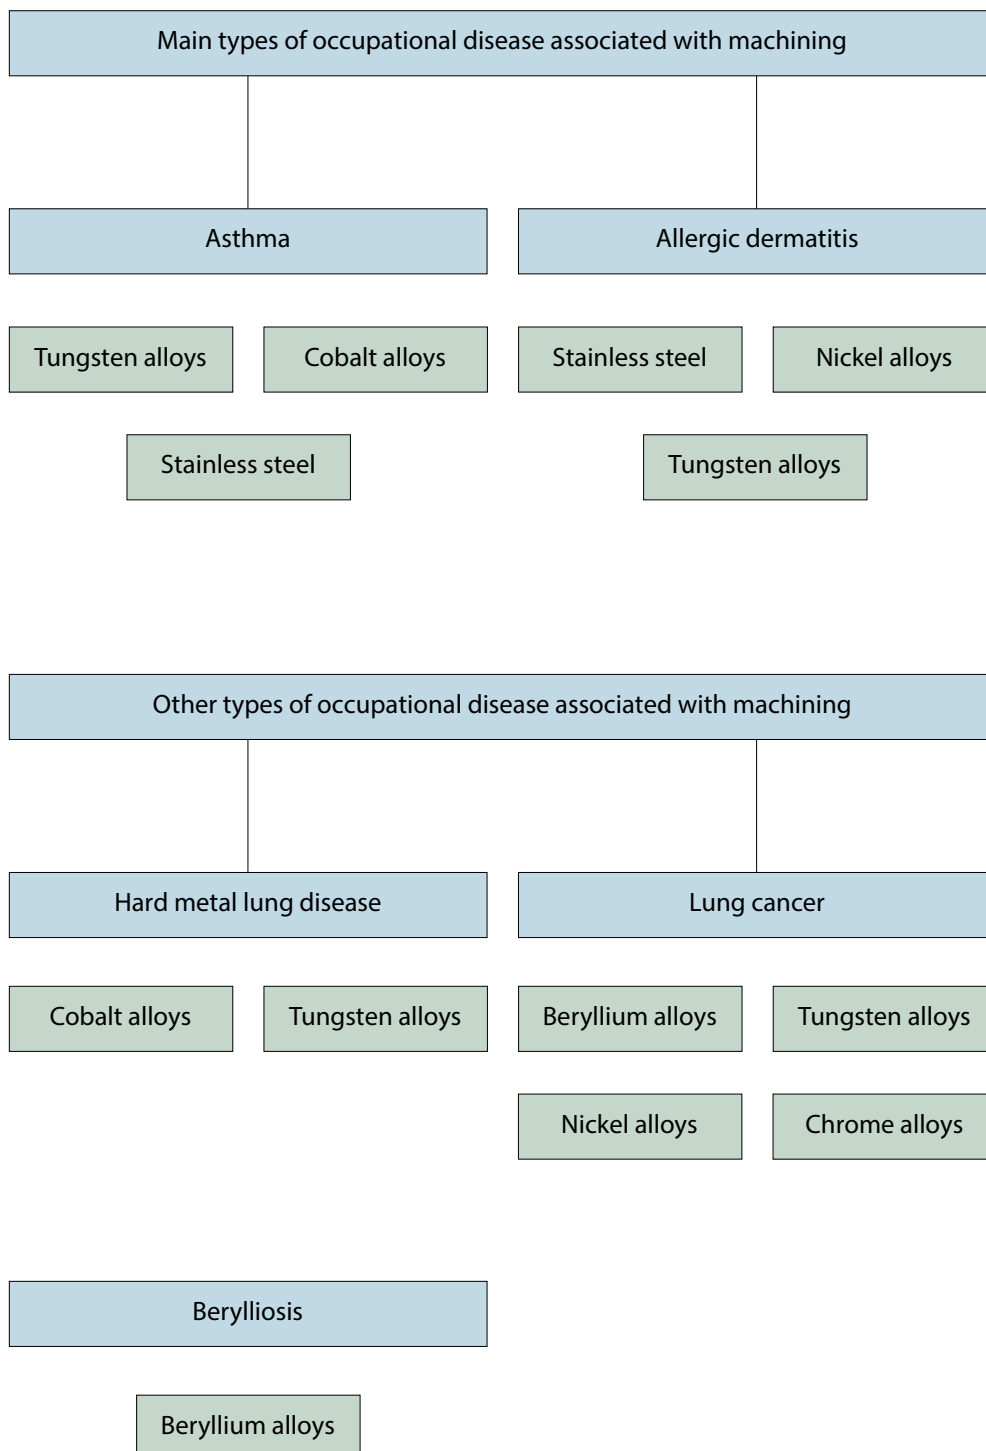 Main types of occupational disease associated with machining
Asthma
Allergic dermatitis
Tungsten alloys
Cobalt alloys
Stainless steel
Nickel alloys
Stainless steel
Tungsten alloys
Other types of occupational disease associated with machining
Hard metal lung disease
Lung cancer
Cobalt alloys
Tungsten alloys
Beryllium alloys
Tungsten alloys
Nickel alloys
Chrome alloys
Berylliosis
Beryllium alloys